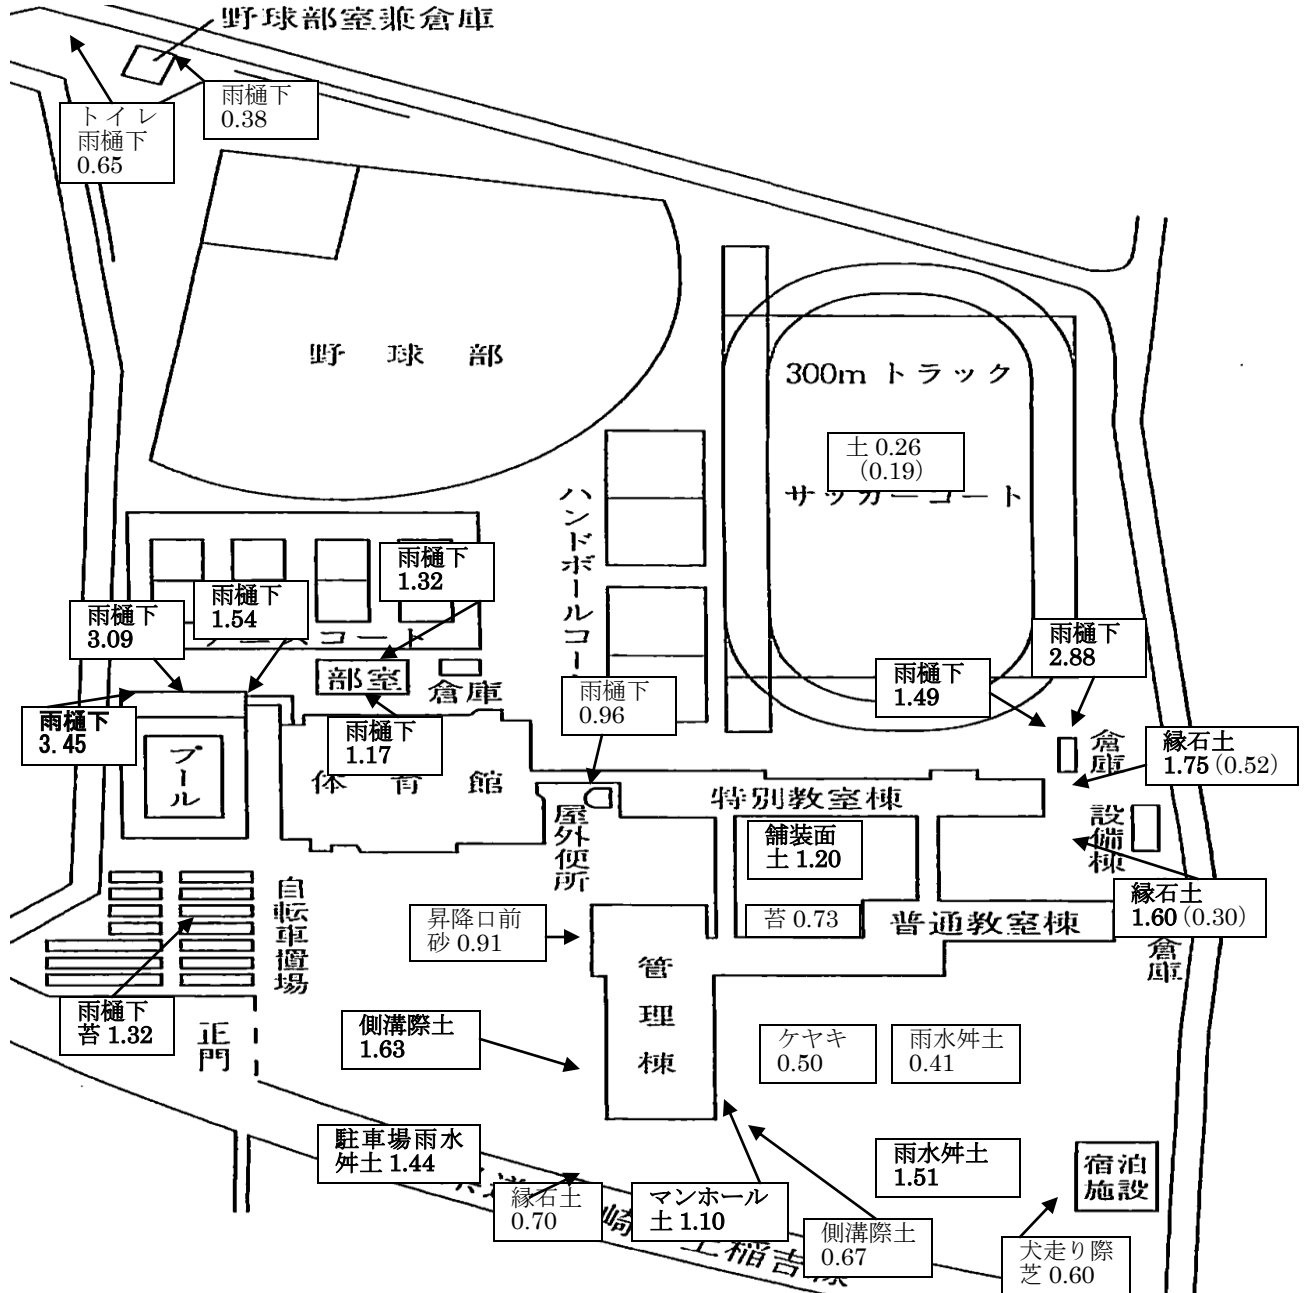 野球部室兼倉庫
雨樋下
0.38
トイレ
雨樋下
0.65
野 球 部
300m トラック
土 0.26
(0.19)
サッカーコート
ハンドボールコー
雨樋下
1.32
雨樋下
1.54
雨樋下
3.09
コート
部室
倉庫
雨樋下
2.88
雨樋下
1.49
雨樋下
0.96
雨樋下
3.45
雨樋下
1.17
プール
体 育 館
倉庫
縁石土
1.75 (0.52)
特別教室棟
屋外便所
設備棟
舗装面
土 1.20
縁石土
1.60 (0.30)
自転車置場
昇降口前
砂 0.91
苔 0.73
普通教室棟
倉庫
管理棟
雨樋下
苔 1.32
正門
側溝際土
1.63
ケヤキ
0.50
雨水舛土
0.41
駐車場雨水
舛土 1.44
雨水舛土
1.51
宿泊
施設
縁石土
0.70
マンホール
土 1.10
側溝際土
0.67
犬走り際
芝 0.60
崎
土稲吉線